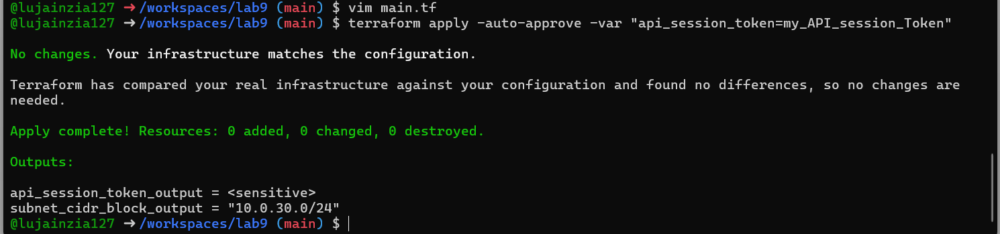 @lujainzia127 → /workspaces/lab9 (main) $ vim main.tf
@lujainzia127 → /workspaces/lab9 (main) $ terraform apply -auto-approve -var "api_session_token=my_API_session_Token"
No changes. Your infrastructure matches the configuration.
Terraform has compared your real infrastructure against your configuration and found no differences, so no changes are
needed.
Apply complete! Resources: 0 added, 0 changed, 0 destroyed.
Outputs:
api_session_token_output = <sensitive>
subnet_cidr_block_output = "10.0.30.0/24"
@lujainzia127 → /workspaces/lab9 (main) $